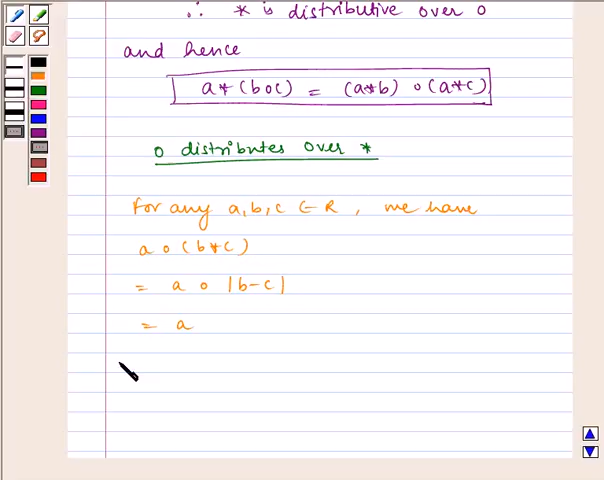 ∴ * is distributive over o
and hence
a*(boc) = (a*b) o (a*c)
o distributes over *
For any a, b, c ∈ R, we have
a o (b*c)
= a o |b-c|
= a